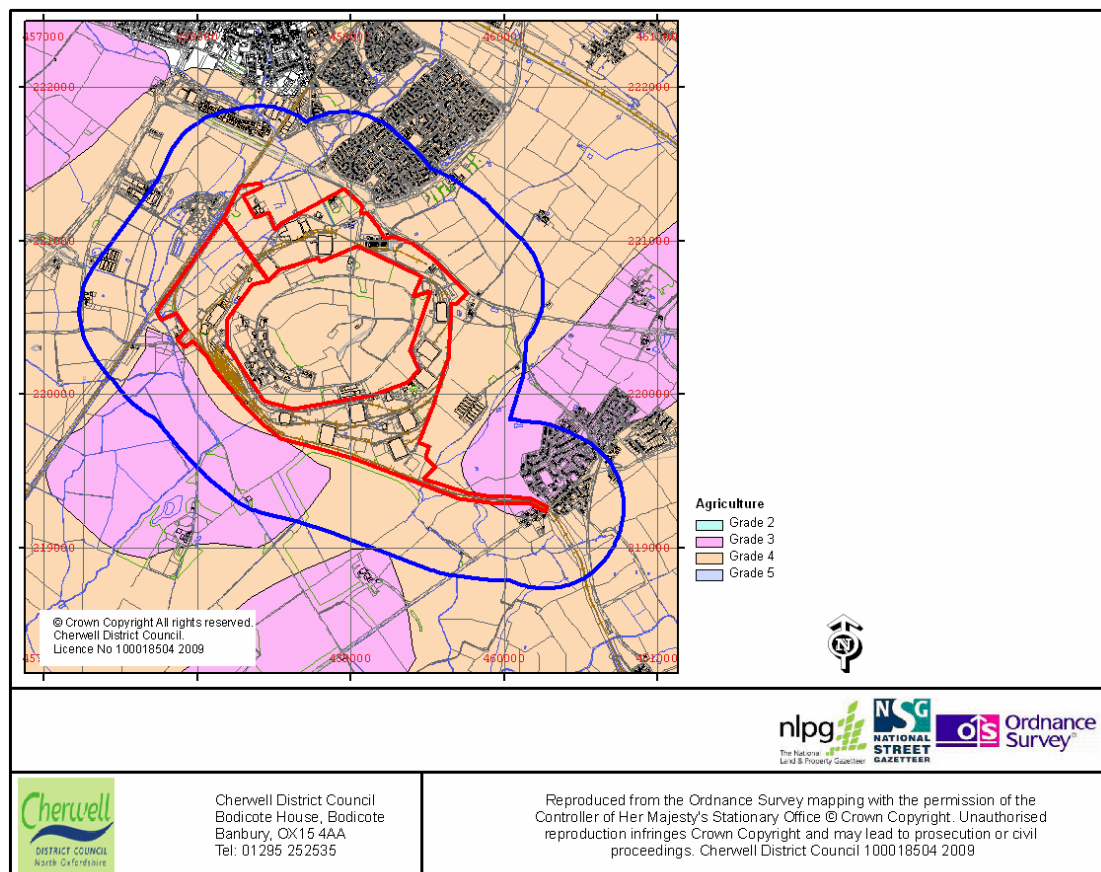 457000 460000 461000
222000 222000
221000 221000
220000 220000
219000 219000
459000 460000 461000
Agriculture
Grade 2
Grade 3
Grade 4
Grade 5
© Crown Copyright All rights reserved.
Cherwell District Council.
Licence No 100018504 2009
N
nlpg
The National
Land & Property Gazetteer
NSG
NATIONAL
STREET
GAZETTEER
OS
Ordnance
Survey®
Cherwell
DISTRICT COUNCIL
North Oxfordshire
Cherwell District Council
Bodicote House, Bodicote
Banbury, OX15 4AA
Tel: 01295 252535
Reproduced from the Ordnance Survey mapping with the permission of the
Controller of Her Majesty's Stationary Office © Crown Copyright. Unauthorised
reproduction infringes Crown Copyright and may lead to prosecution or civil
proceedings. Cherwell District Council 100018504 2009